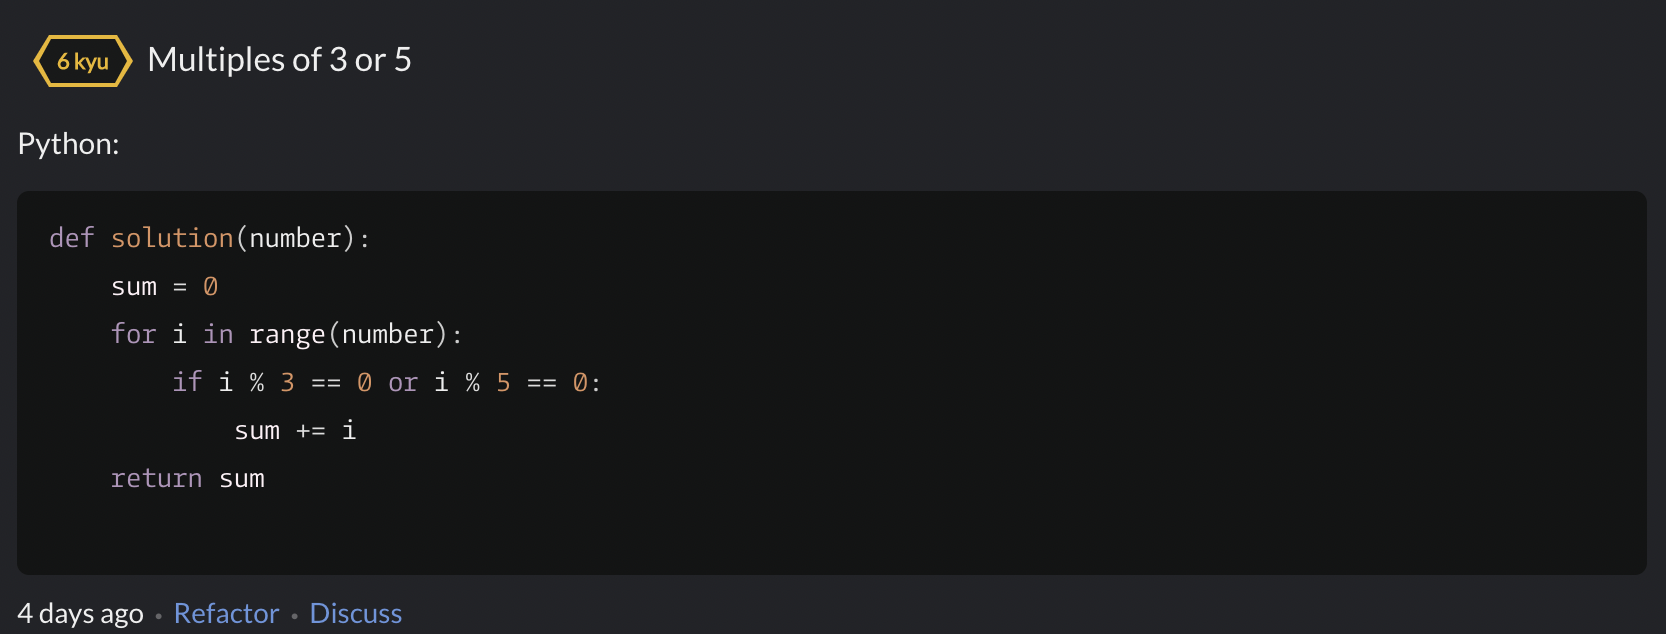 6 kyu Multiples of 3 or 5
Python:
def solution(number):
    sum = 0
    for i in range(number):
        if i % 3 == 0 or i % 5 == 0:
            sum += i
    return sum
4 days ago • Refactor • Discuss